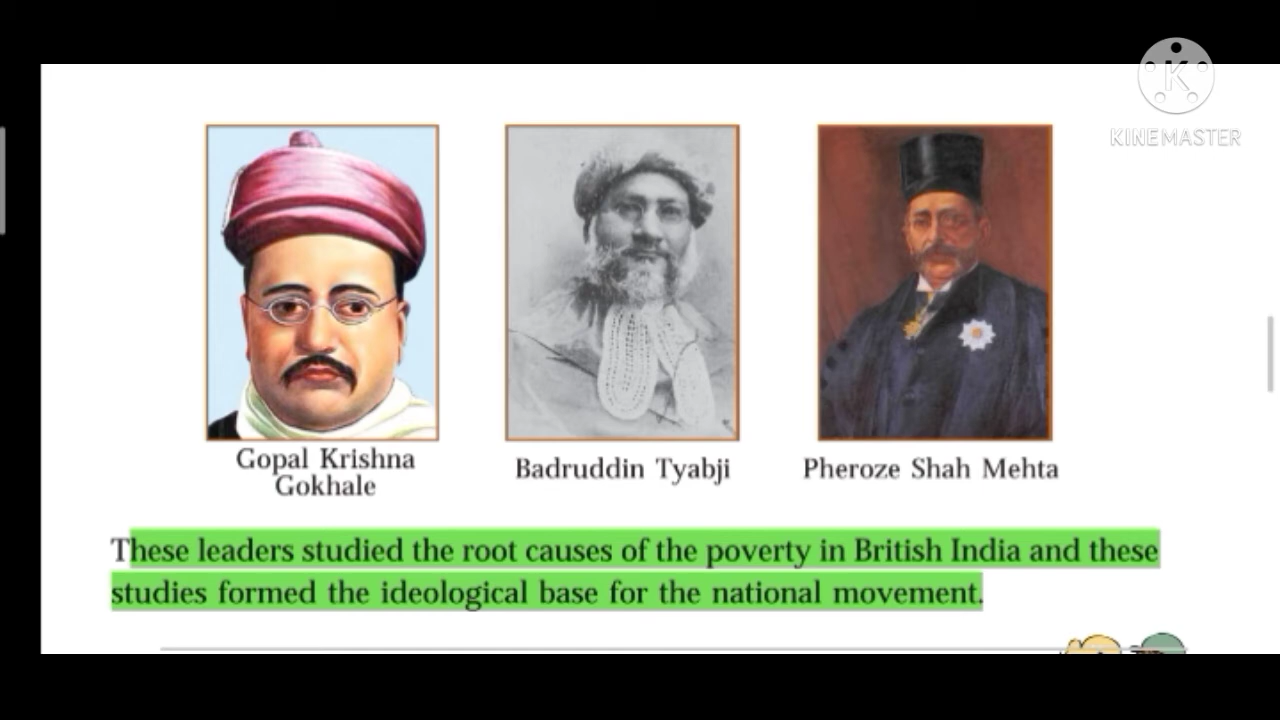 KINEMASTER
Gopal Krishna
Gokhale
Badruddin Tyabji
Pheroze Shah Mehta
These leaders studied the root causes of the poverty in British India and these
studies formed the ideological base for the national movement.